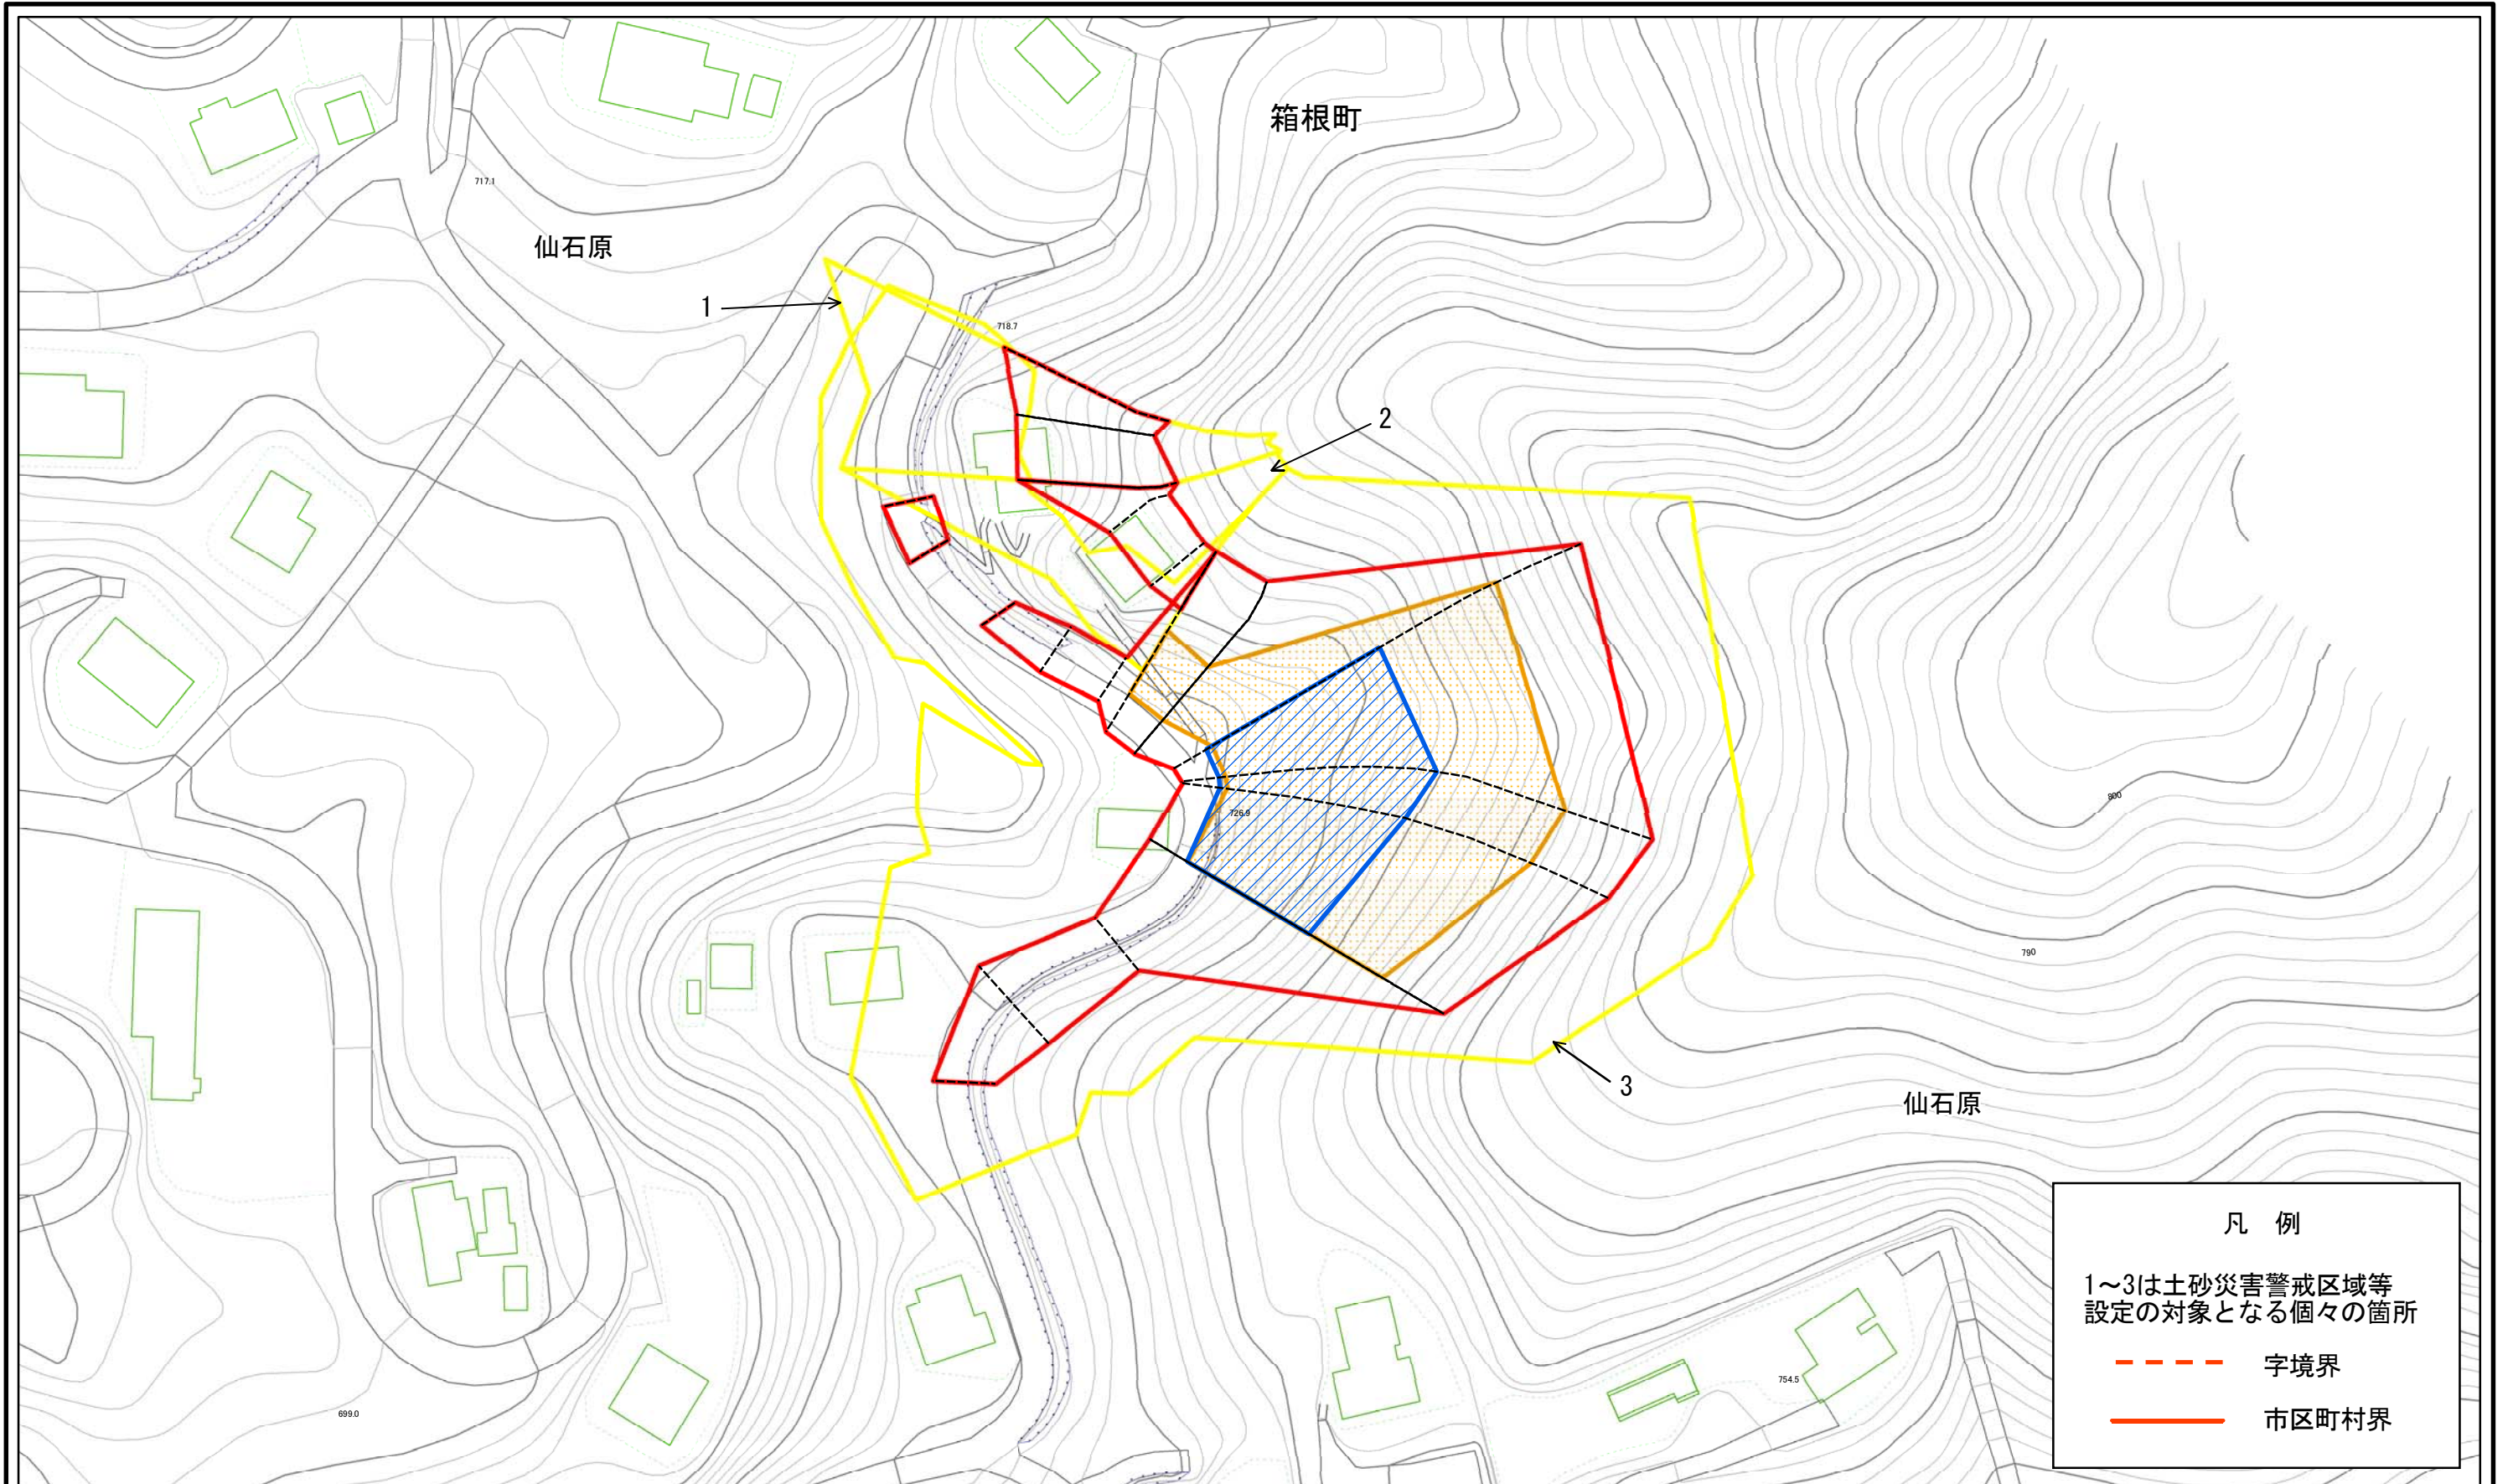 箱根町
717.1
仙石原
1
718.7
2
726.9
800
790
3
仙石原
754.5
699.0
凡 例
1～3は土砂災害警戒区域等
設定の対象となる個々の箇所
字境界
市区町村界